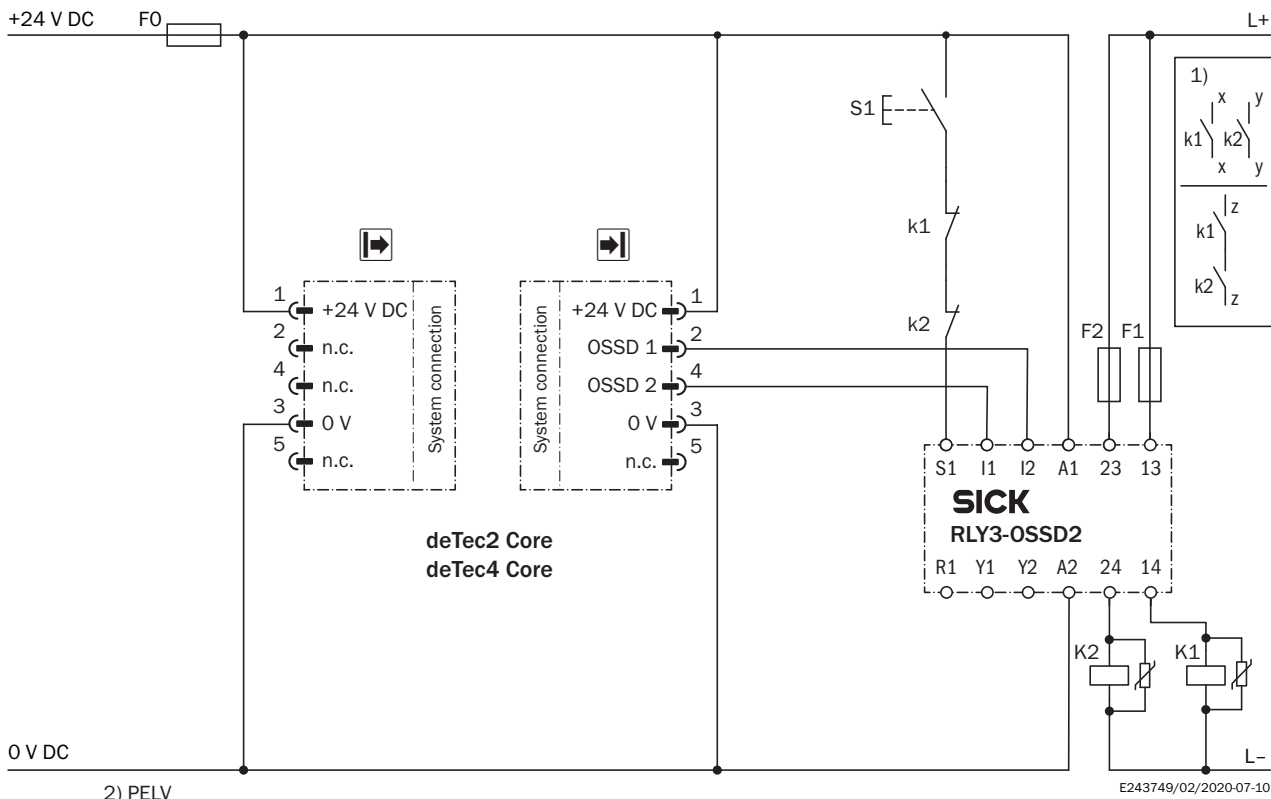 +24 V DC
F0
L+
1)
x
y
k1
k2
x
y
z
k1
k2
z
S1
k1
k2
1
+24 V DC
2
n.c.
4
n.c.
3
0 V
5
n.c.
System connection
System connection
+24 V DC
1
OSSD 1
2
OSSD 2
4
0 V
3
n.c.
5
deTec2 Core
deTec4 Core
F2
F1
S1
I1
I2
A1
23
13
SICK
RLY3-OSSD2
R1
Y1
Y2
A2
24
14
K2
K1
0 V DC
L–
2) PELV
E243749/02/2020-07-10